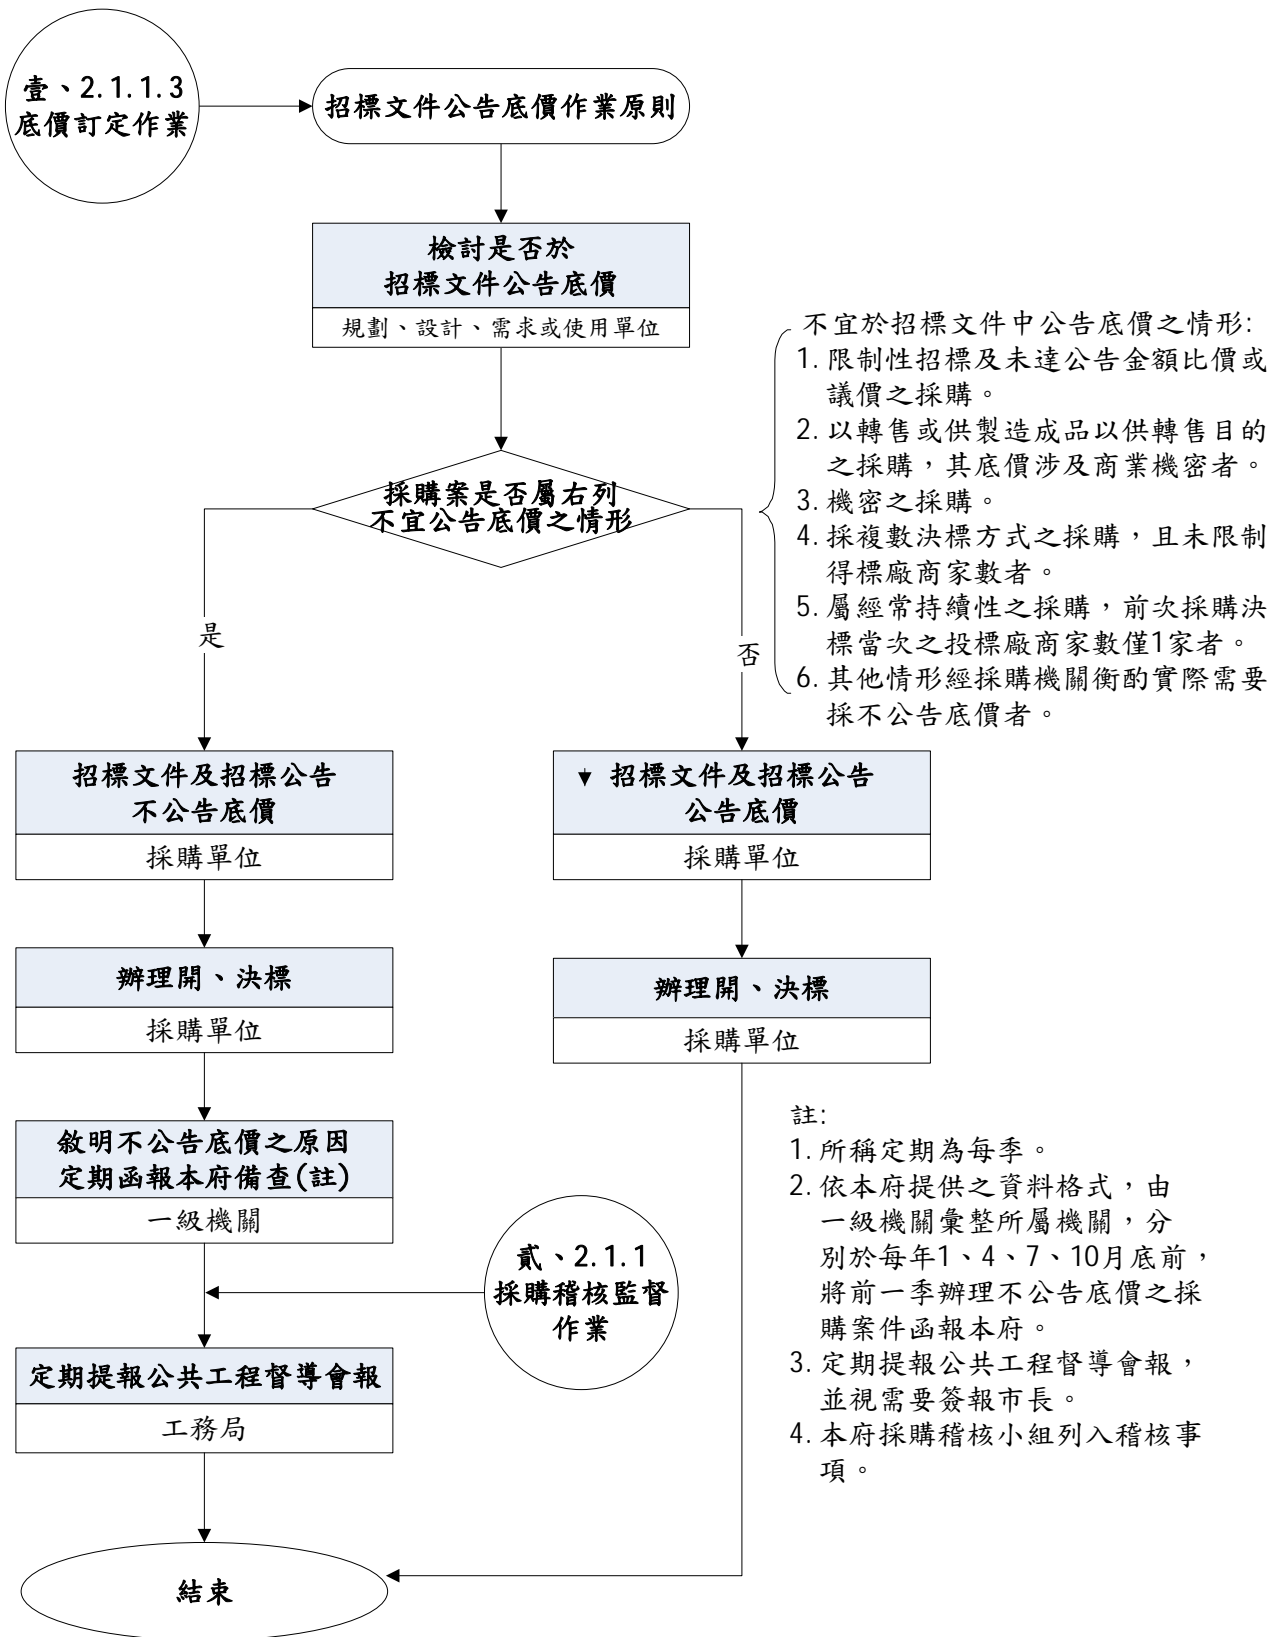 壹、2.1.1.3
底價訂定作業
招標文件公告底價作業原則
檢討是否於
招標文件公告底價
規劃、設計、需求或使用單位
不宜於招標文件中公告底價之情形:
1.限制性招標及未達公告金額比價或
議價之採購。
2.以轉售或供製造成品以供轉售目的
之採購，其底價涉及商業機密者。
3.機密之採購。
4.採複數決標方式之採購，且未限制
得標廠商家數者。
5.屬經常持續性之採購，前次採購決
標當次之投標廠商家數僅1家者。
6.其他情形經採購機關衡酌實際需要
採不公告底價者。
採購案是否屬右列
不宜公告底價之情形
是
否
招標文件及招標公告
不公告底價
採購單位
招標文件及招標公告
公告底價
採購單位
辦理開、決標
採購單位
辦理開、決標
採購單位
敘明不公告底價之原因
定期函報本府備查(註)
一級機關
貳、2.1.1
採購稽核監督
作業
定期提報公共工程督導會報
工務局
註:
1.所稱定期為每季。
2.依本府提供之資料格式，由
一級機關彙整所屬機關，分
別於每年1、4、7、10月底前，
將前一季辦理不公告底價之採
購案件函報本府。
3.定期提報公共工程督導會報，
並視需要簽報市長。
4.本府採購稽核小組列入稽核事
項。
結束